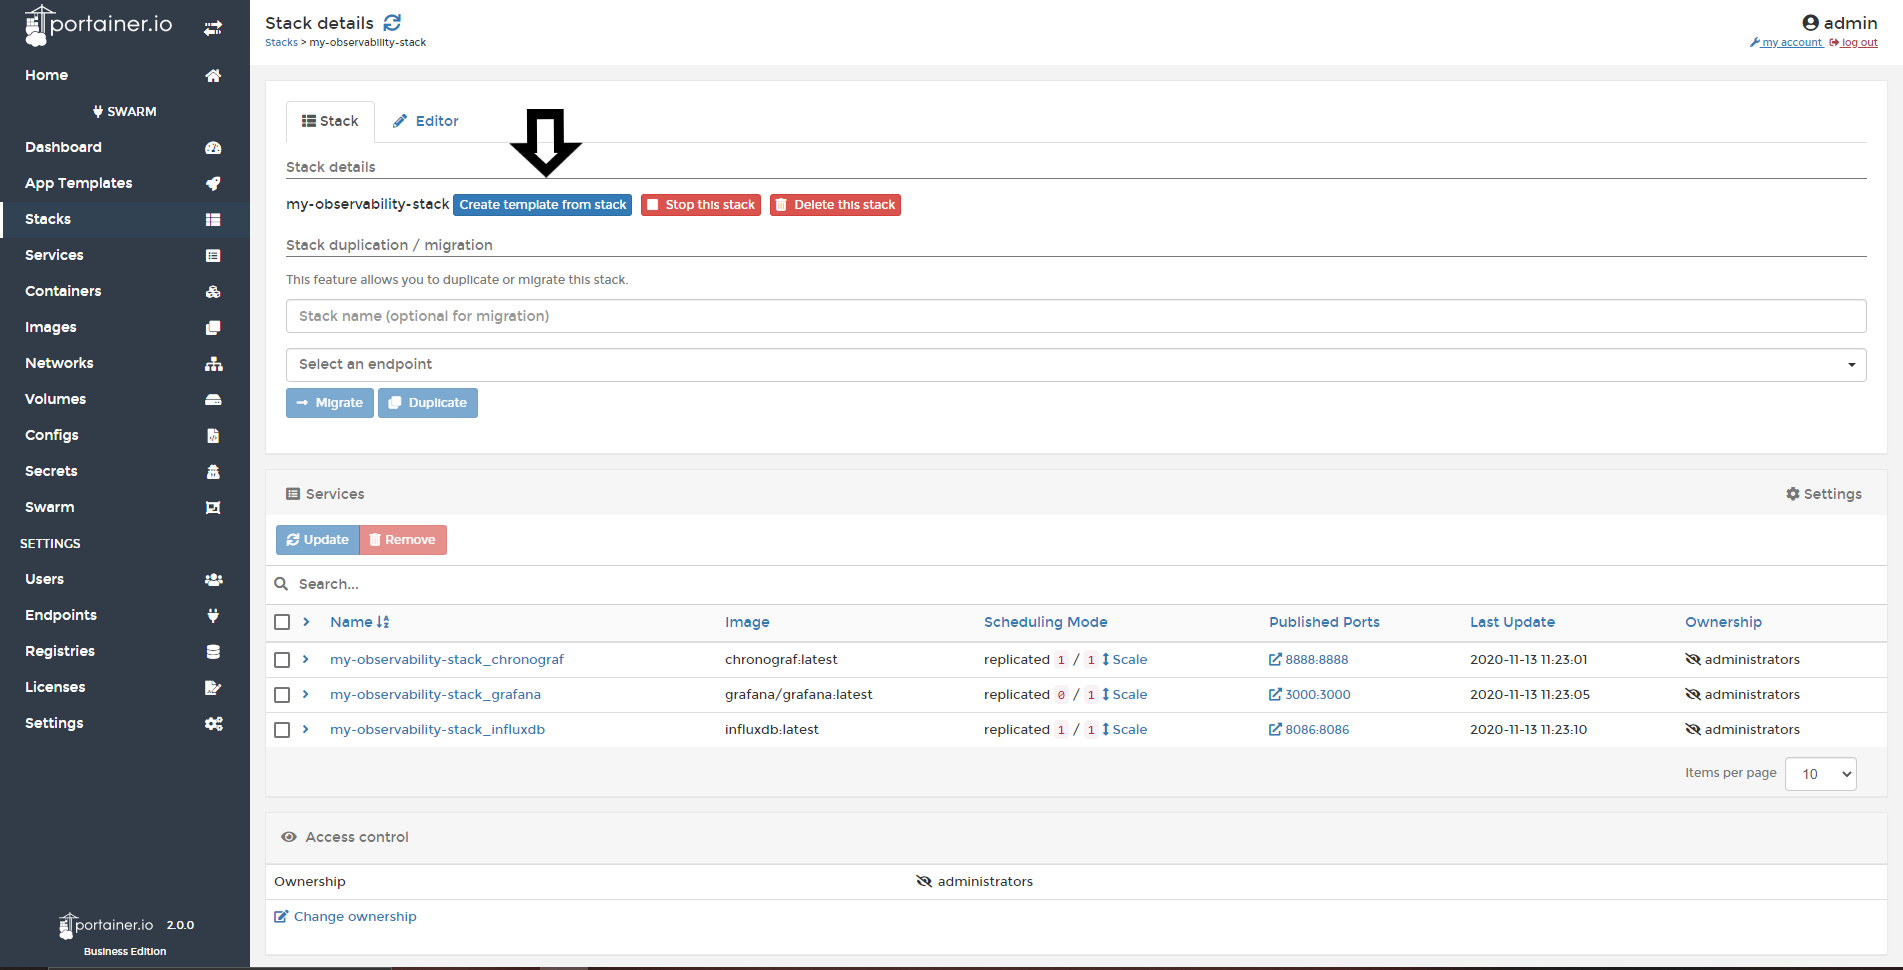 portainer.io
Home
SWARM
Dashboard
App Templates
Stacks
Services
Containers
Images
Networks
Volumes
Configs
Secrets
Swarm
SETTINGS
Users
Endpoints
Registries
Licenses
Settings
portainer.io 2.0.0
Business Edition
Stack details
Stacks > my-observability-stack
admin
my account log out
Stack Editor
Stack details
my-observability-stack Create template from stack Stop this stack Delete this stack
Stack duplication / migration
This feature allows you to duplicate or migrate this stack.
Stack name (optional for migration)
Select an endpoint
Migrate Duplicate
Services Settings
Update Remove
Search...
Name Image Scheduling Mode Published Ports Last Update Ownership
my-observability-stack_chronograf chronograf:latest replicated 1 / 1 Scale 8888:8888 2020-11-13 11:23:01 administrators
my-observability-stack_grafana grafana/grafana:latest replicated 0 / 1 Scale 3000:3000 2020-11-13 11:23:05 administrators
my-observability-stack_influxdb influxdb:latest replicated 1 / 1 Scale 8086:8086 2020-11-13 11:23:10 administrators
Items per page 10
Access control
Ownership administrators
Change ownership